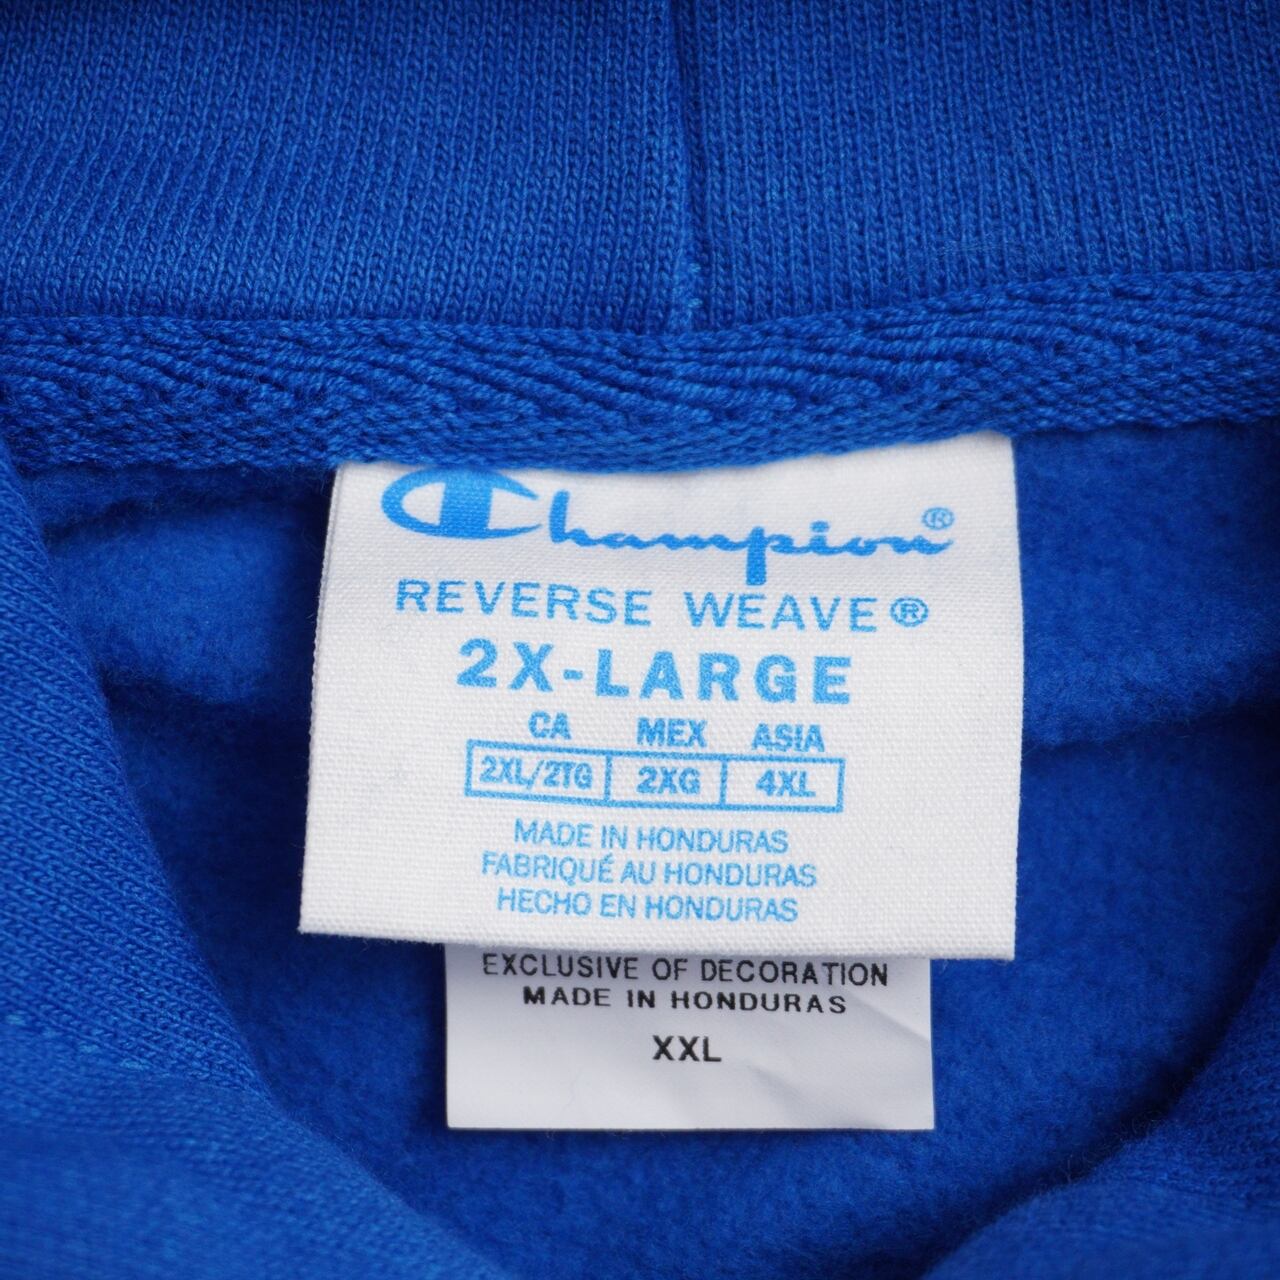 Champion®
REVERSE WEAVE®
2X-LARGE
CA MEX ASIA
2XL/2TG 2XG 4XL
MADE IN HONDURAS
FABRIQUÉ AU HONDURAS
HECHO EN HONDURAS
EXCLUSIVE OF DECORATION
MADE IN HONDURAS
XXL